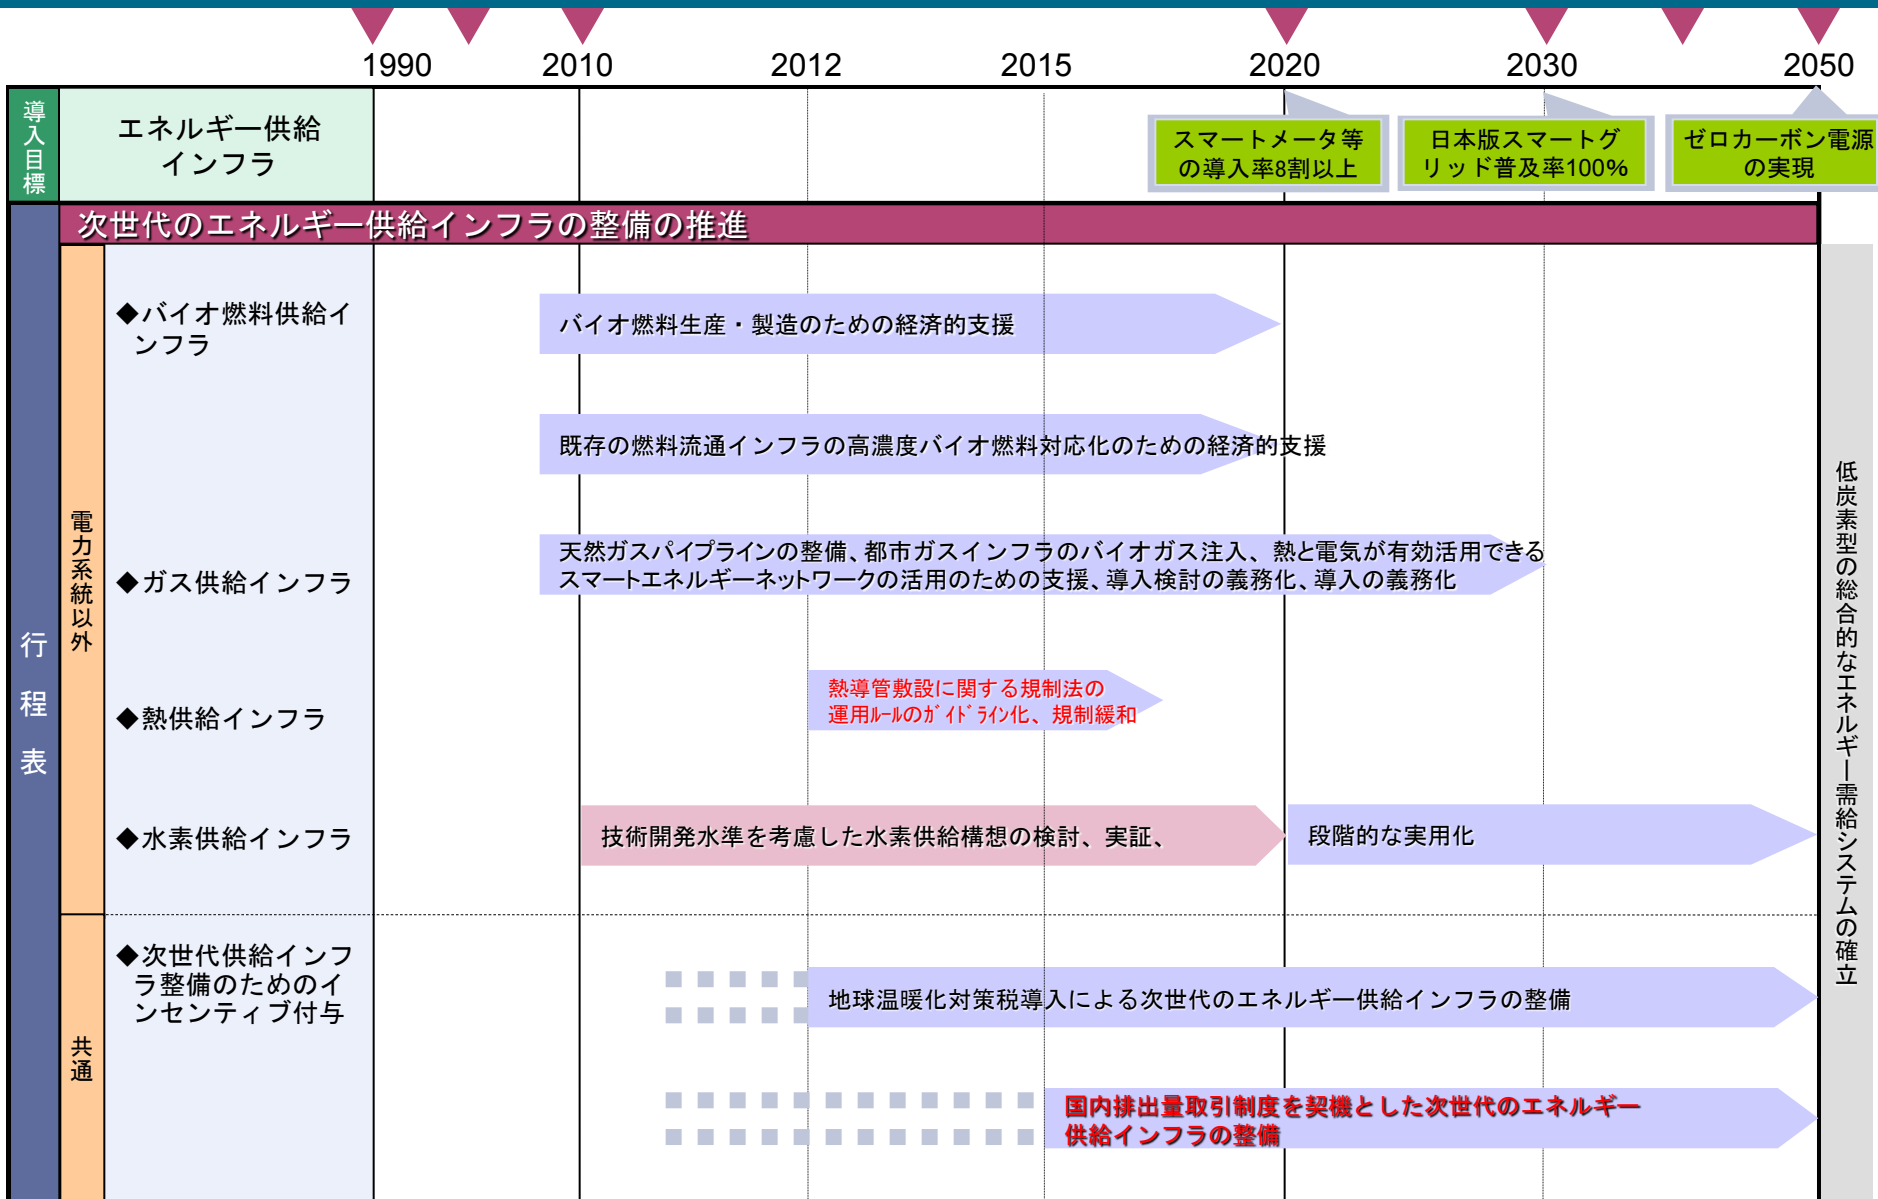 1990 2010 2012 2015 2020 2030 2050
導入目標
エネルギー供給
インフラ
スマートメータ等
の導入率8割以上
日本版スマートグ
リッド普及率100%
ゼロカーボン電源
の実現
行程表
次世代のエネルギー供給インフラの整備の推進
電力系統以外
◆バイオ燃料供給イ
ンフラ
バイオ燃料生産・製造のための経済的支援
既存の燃料流通インフラの高濃度バイオ燃料対応化のための経済的支援
◆ガス供給インフラ
天然ガスパイプラインの整備、都市ガスインフラのバイオガス注入、熱と電気が有効活用できる
スマートエネルギーネットワークの活用のための支援、導入検討の義務化、導入の義務化
◆熱供給インフラ
熱導管敷設に関する規制法の
運用ﾙｰﾙのｶﾞｲﾄﾞﾗｲﾝ化、規制緩和
◆水素供給インフラ
技術開発水準を考慮した水素供給構想の検討、実証、
段階的な実用化
共通
◆次世代供給インフ
ラ整備のためのイ
ンセンティブ付与
地球温暖化対策税導入による次世代のエネルギー供給インフラの整備
国内排出量取引制度を契機とした次世代のエネルギー
供給インフラの整備
低炭素型の総合的なエネルギー需給システムの確立